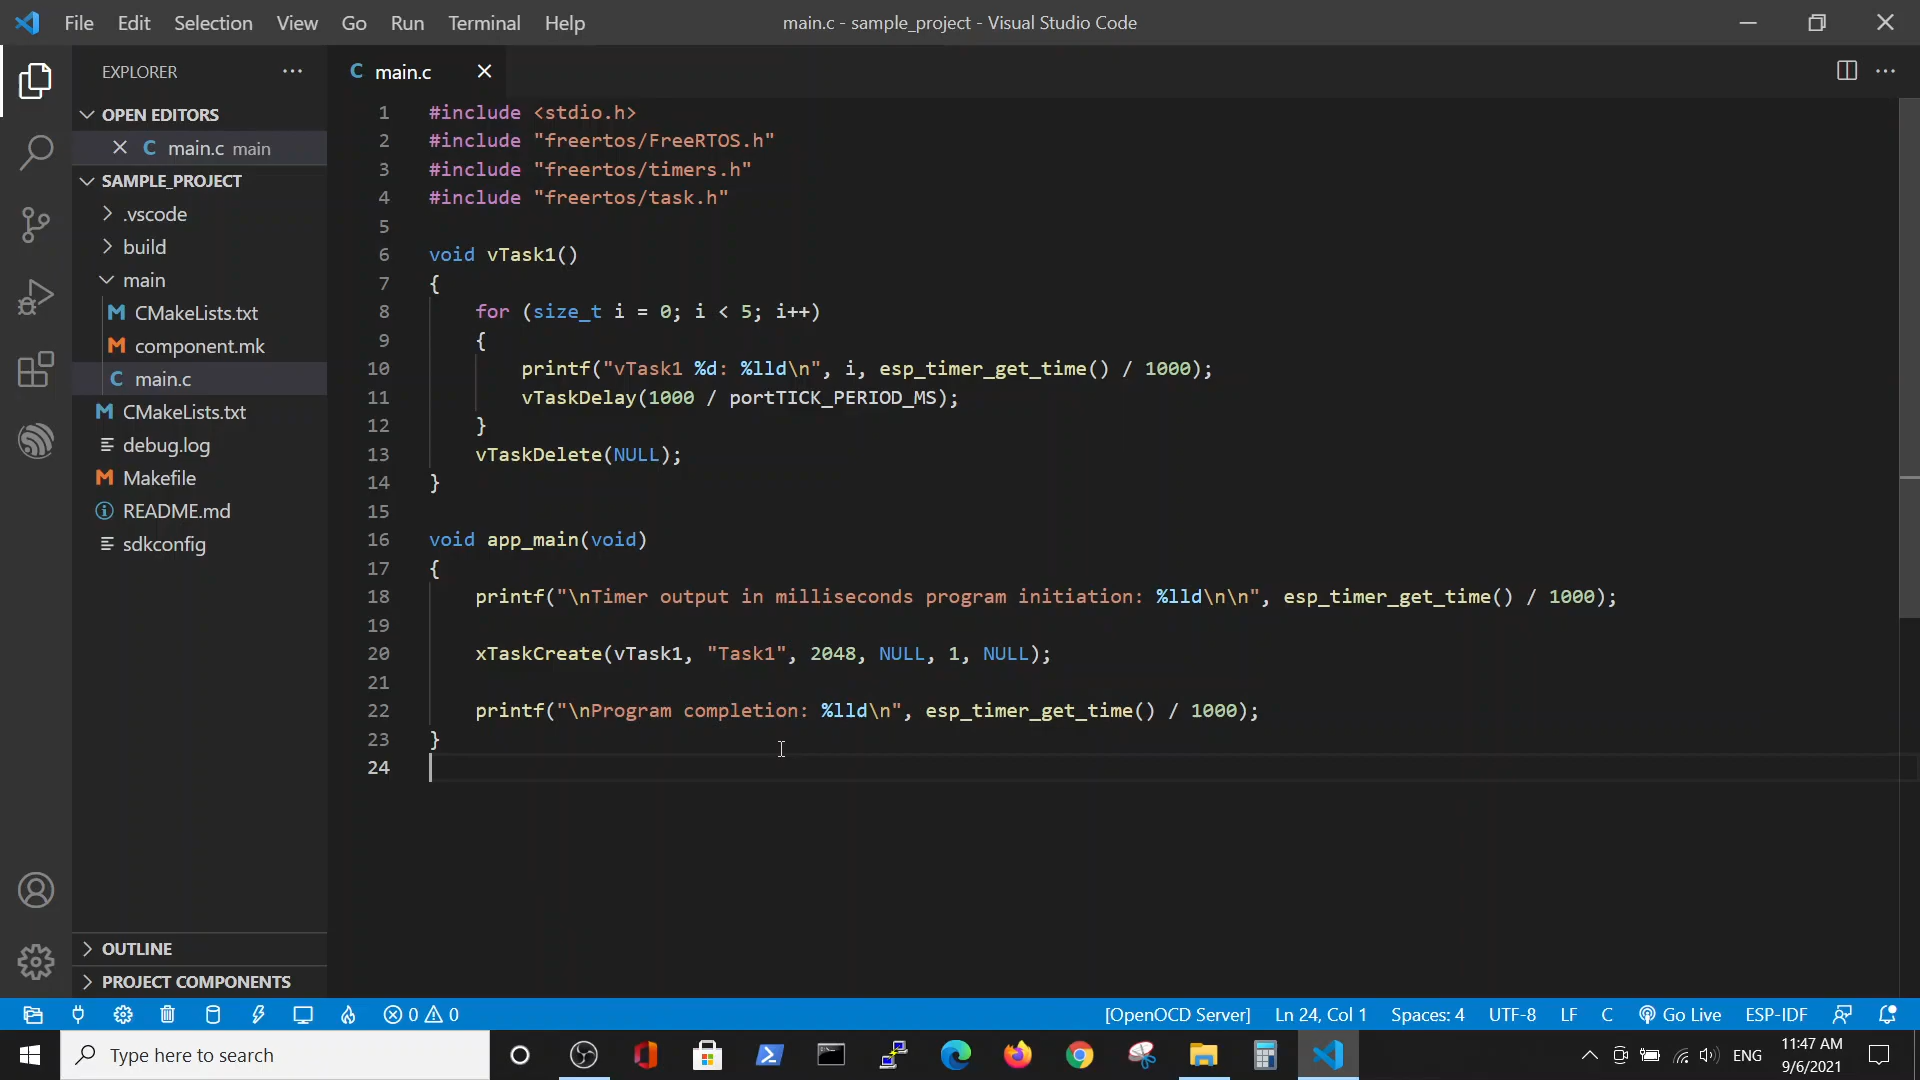 File Edit Selection View Go Run Terminal Help
main.c - sample_project - Visual Studio Code
EXPLORER
OPEN EDITORS
C main.c main
SAMPLE_PROJECT
.vscode
build
main
M CMakeLists.txt
M component.mk
C main.c
M CMakeLists.txt
debug.log
M Makefile
README.md
sdkconfig
OUTLINE
PROJECT COMPONENTS
C main.c
1 #include <stdio.h>
2 #include "freertos/FreeRTOS.h"
3 #include "freertos/timers.h"
4 #include "freertos/task.h"
5
6 void vTask1()
7 {
8 for (size_t i = 0; i < 5; i++)
9 {
10 printf("vTask1 %d: %lld\n", i, esp_timer_get_time() / 1000);
11 vTaskDelay(1000 / portTICK_PERIOD_MS);
12 }
13 vTaskDelete(NULL);
14 }
15
16 void app_main(void)
17 {
18 printf("\nTimer output in milliseconds program initiation: %lld\n\n", esp_timer_get_time() / 1000);
19
20 xTaskCreate(vTask1, "Task1", 2048, NULL, 1, NULL);
21
22 printf("\nProgram completion: %lld\n", esp_timer_get_time() / 1000);
23 }
24
0 0 [OpenOCD Server] Ln 24, Col 1 Spaces: 4 UTF-8 LF C Go Live ESP-IDF
Type here to search
ENG
11:47 AM
9/6/2021